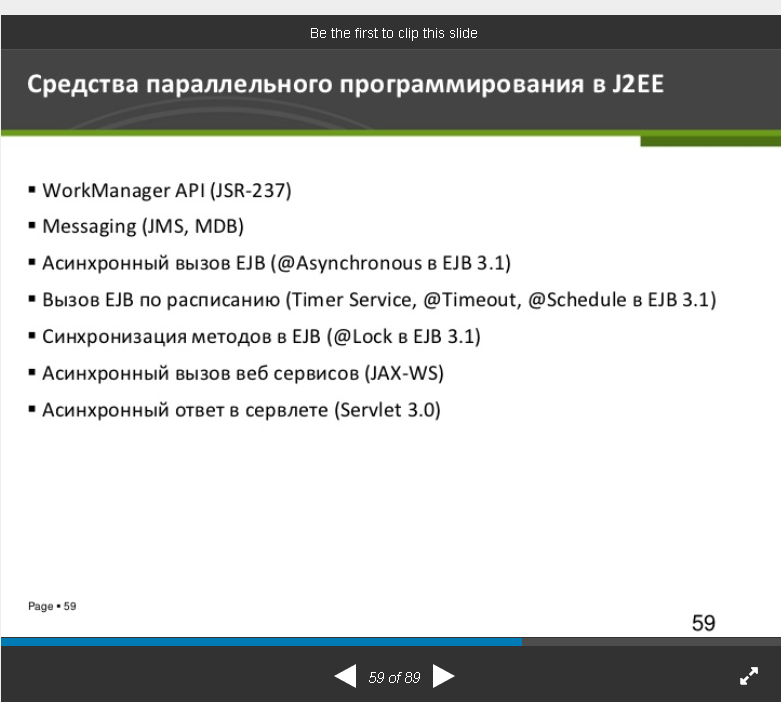 Be the first to clip this slide
Средства параллельного программирования в J2EE
▪ WorkManager API (JSR-237)
▪ Messaging (JMS, MDB)
▪ Асинхронный вызов EJB (@Asynchronous в EJB 3.1)
▪ Вызов EJB по расписанию (Timer Service, @Timeout, @Schedule в EJB 3.1)
▪ Синхронизация методов в EJB (@Lock в EJB 3.1)
▪ Асинхронный вызов веб сервисов (JAX-WS)
▪ Асинхронный ответ в сервлете (Servlet 3.0)
Page ▪ 59
59
59 of 89